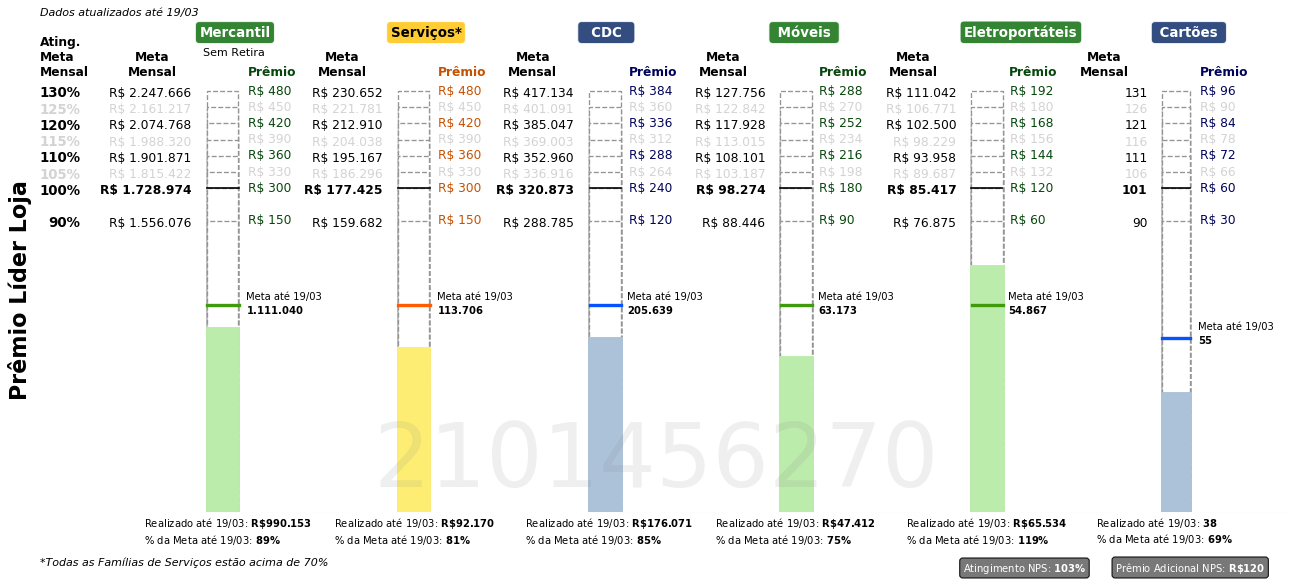 Dados atualizados até 19/03
Mercantil Serviços* CDC Móveis Eletroportáteis Cartões
Sem Retira
Ating. Meta Mensal Meta Mensal Prêmio Meta Mensal Prêmio Meta Mensal Prêmio Meta Mensal Prêmio Meta Mensal Prêmio Meta Mensal Prêmio
130% R$ 2.247.666 R$ 480 R$ 230.652 R$ 480 R$ 417.134 R$ 384 R$ 127.756 R$ 288 R$ 111.042 R$ 192 131 R$ 96
125% R$ 2.161.217 R$ 450 R$ 221.781 R$ 450 R$ 401.091 R$ 360 R$ 122.842 R$ 270 R$ 106.771 R$ 180 126 R$ 90
120% R$ 2.074.768 R$ 420 R$ 212.910 R$ 420 R$ 385.047 R$ 336 R$ 117.928 R$ 252 R$ 102.500 R$ 168 121 R$ 84
115% R$ 1.988.320 R$ 390 R$ 204.038 R$ 390 R$ 369.003 R$ 312 R$ 113.015 R$ 234 R$ 98.229 R$ 156 116 R$ 78
110% R$ 1.901.871 R$ 360 R$ 195.167 R$ 360 R$ 352.960 R$ 288 R$ 108.101 R$ 216 R$ 93.958 R$ 144 111 R$ 72
105% R$ 1.815.422 R$ 330 R$ 186.296 R$ 330 R$ 336.916 R$ 264 R$ 103.187 R$ 198 R$ 89.687 R$ 132 106 R$ 66
100% R$ 1.728.974 R$ 300 R$ 177.425 R$ 300 R$ 320.873 R$ 240 R$ 98.274 R$ 180 R$ 85.417 R$ 120 101 R$ 60
90% R$ 1.556.076 R$ 150 R$ 159.682 R$ 150 R$ 288.785 R$ 120 R$ 88.446 R$ 90 R$ 76.875 R$ 60 90 R$ 30
Prêmio Líder Loja
Meta até 19/03 Meta até 19/03 Meta até 19/03 Meta até 19/03 Meta até 19/03
1.111.040 113.706 205.639 63.173 54.867
Meta até 19/03
55
2101456270
Realizado até 19/03: R$990.153 Realizado até 19/03: R$92.170 Realizado até 19/03: R$176.071 Realizado até 19/03: R$47.412 Realizado até 19/03: R$65.534 Realizado até 19/03: 38
% da Meta até 19/03: 89% % da Meta até 19/03: 81% % da Meta até 19/03: 85% % da Meta até 19/03: 75% % da Meta até 19/03: 119% % da Meta até 19/03: 69%
*Todas as Famílias de Serviços estão acima de 70%
Atingimento NPS: 103% Prêmio Adicional NPS: R$120